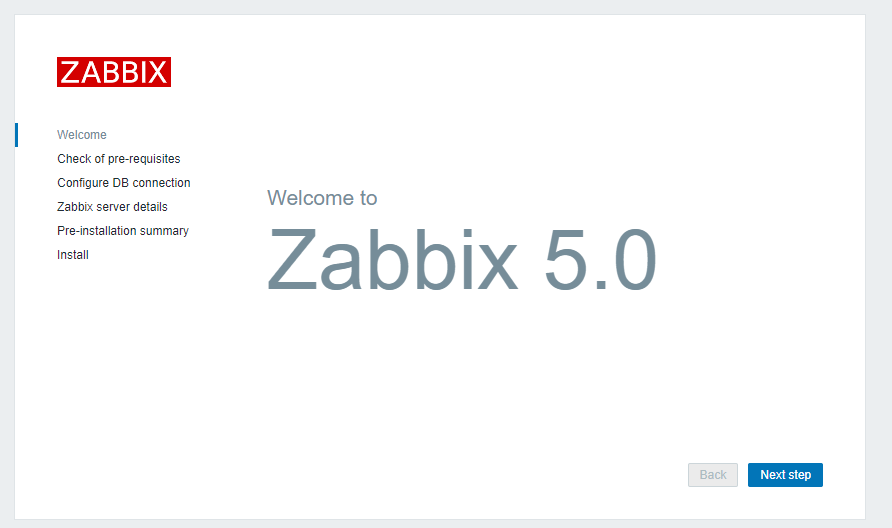 ZABBIX
Welcome
Check of pre-requisites
Configure DB connection
Zabbix server details
Pre-installation summary
Install
Welcome to
Zabbix 5.0
Back
Next step